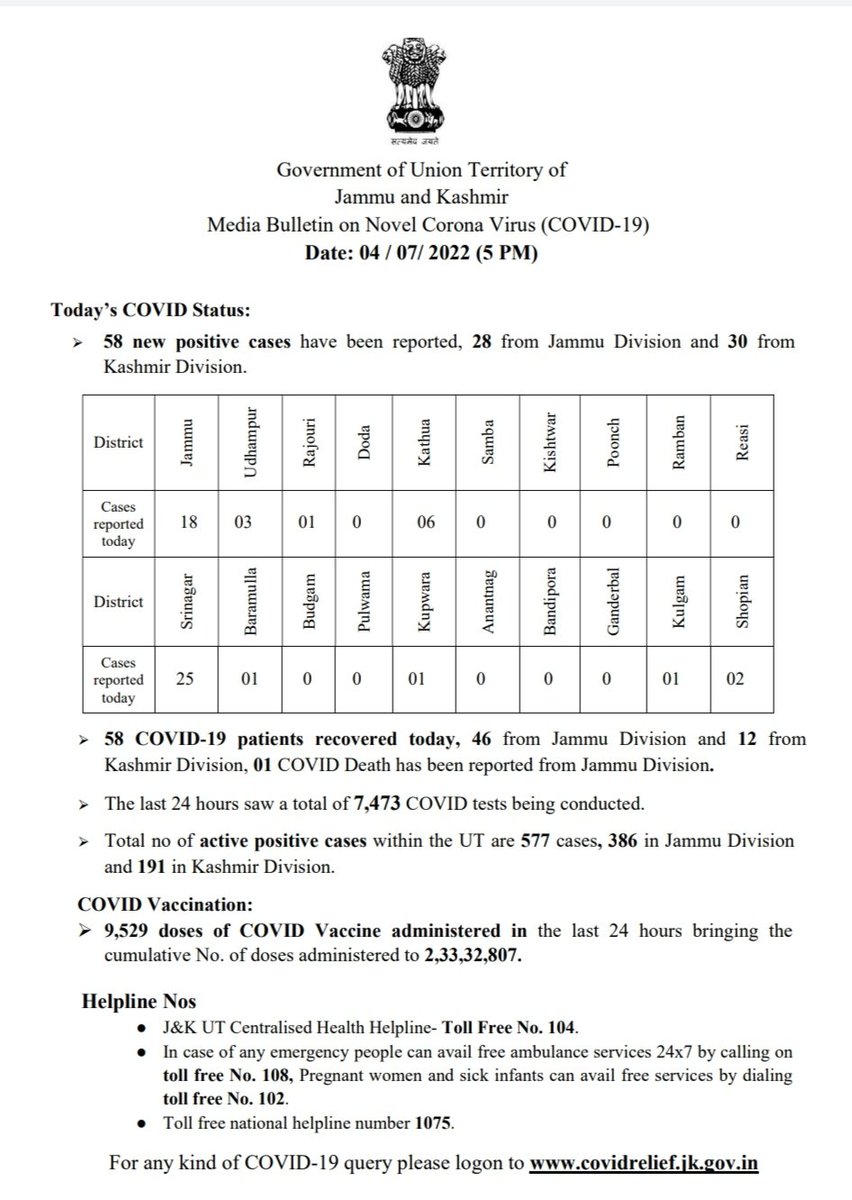 सत्यमेव जयते
Government of Union Territory of
Jammu and Kashmir
Media Bulletin on Novel Corona Virus (COVID-19)
Date: 04 / 07/ 2022 (5 PM)
Today’s COVID Status:
➢ 58 new positive cases have been reported, 28 from Jammu Division and 30 from
Kashmir Division.
District Jammu Udhampur Rajouri Doda Kathua Samba Kishtwar Poonch Ramban Reasi
Cases
reported
today
18 03 01 0 06 0 0 0 0 0
District Srinagar Baramulla Budgam Pulwama Kupwara Anantnag Bandipora Ganderbal Kulgam Shopian
Cases
reported
today
25 01 0 0 01 0 0 0 01 02
➢ 58 COVID-19 patients recovered today, 46 from Jammu Division and 12 from
Kashmir Division, 01 COVID Death has been reported from Jammu Division.
➢ The last 24 hours saw a total of 7,473 COVID tests being conducted.
➢ Total no of active positive cases within the UT are 577 cases, 386 in Jammu Division
and 191 in Kashmir Division.
COVID Vaccination:
➢ 9,529 doses of COVID Vaccine administered in the last 24 hours bringing the
cumulative No. of doses administered to 2,33,32,807.
Helpline Nos
● J&K UT Centralised Health Helpline- Toll Free No. 104.
● In case of any emergency people can avail free ambulance services 24x7 by calling on
toll free No. 108, Pregnant women and sick infants can avail free services by dialing
toll free No. 102.
● Toll free national helpline number 1075.
For any kind of COVID-19 query please logon to www.covidrelief.jk.gov.in